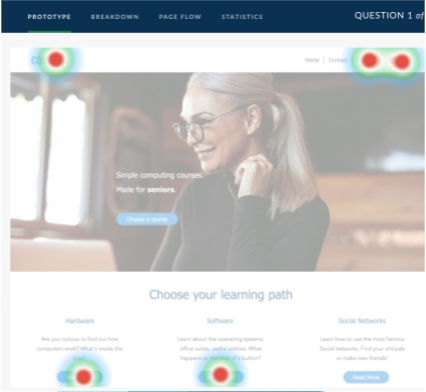 PROTOTYPE BREAKDOWN PAGE FLOW STATISTICS QUESTION 1 of
Home Contact
Simple computing courses.
Made for seniors.
Choose a course
Choose your learning path
Hardware Software Social Networks
Are you curious to find out how
computers work? What's inside the
Learn about the operating systems,
office suites, useful utilities. What
happens at the click of a button?
Learn how to use the most famous
Social networks. Find your old pals
or make new friends!
Read More